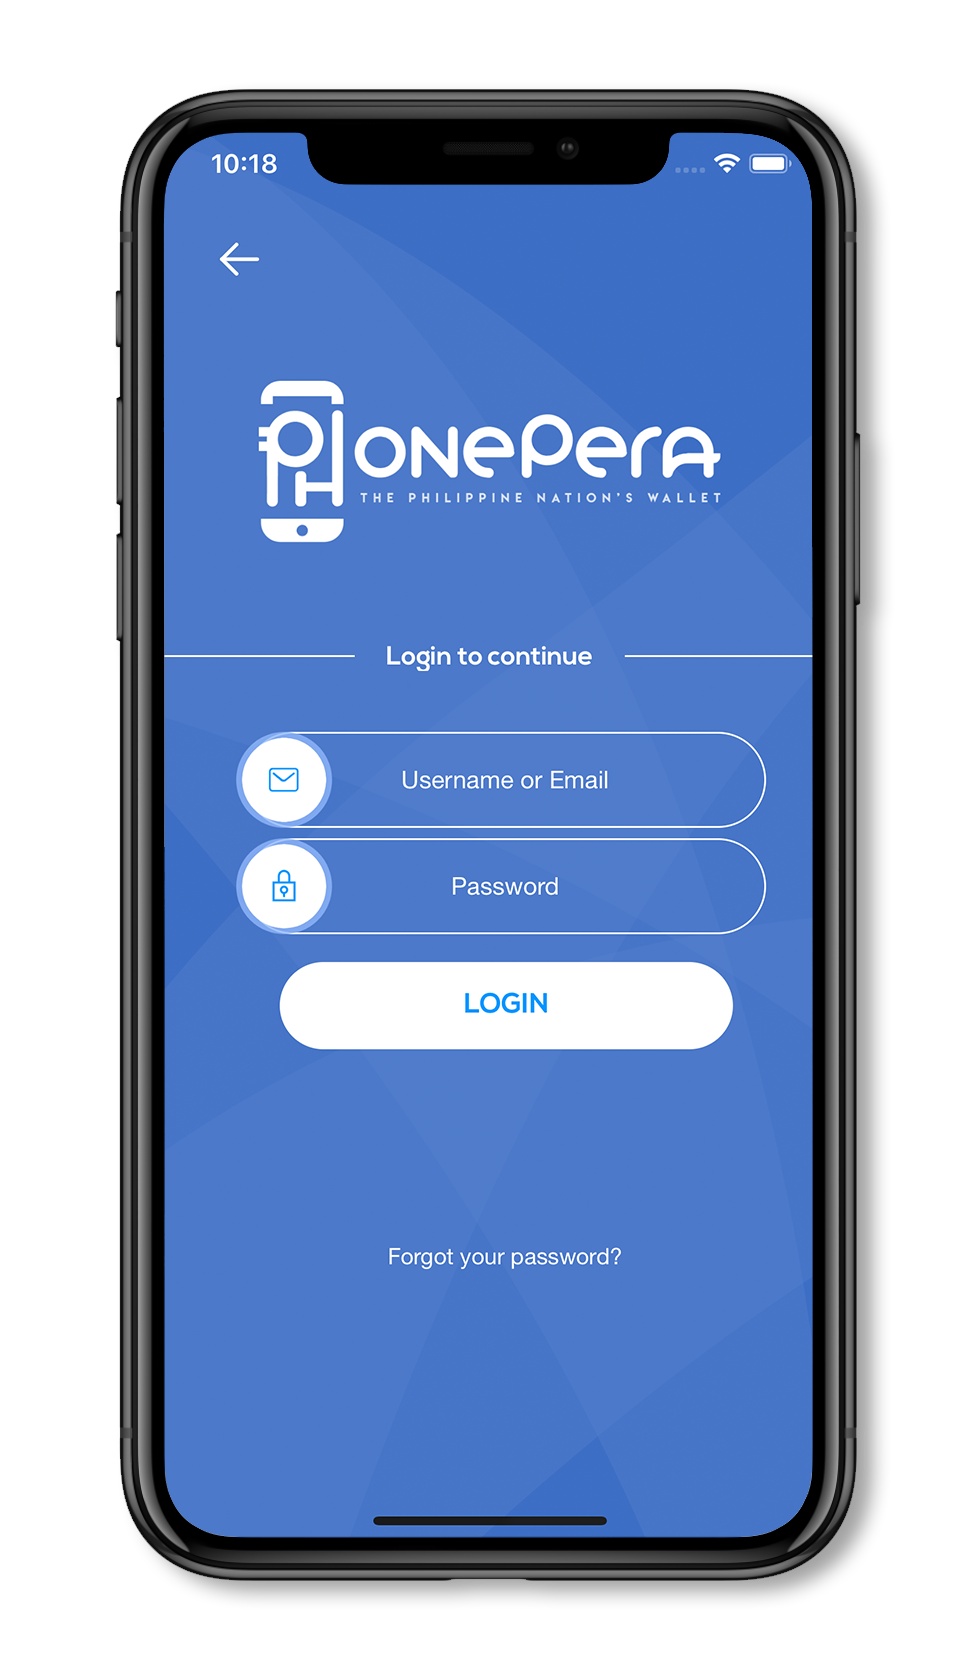 10:18
PHONEPERA
THE PHILIPPINE NATION'S WALLET
Login to continue
Username or Email
Password
LOGIN
Forgot your password?